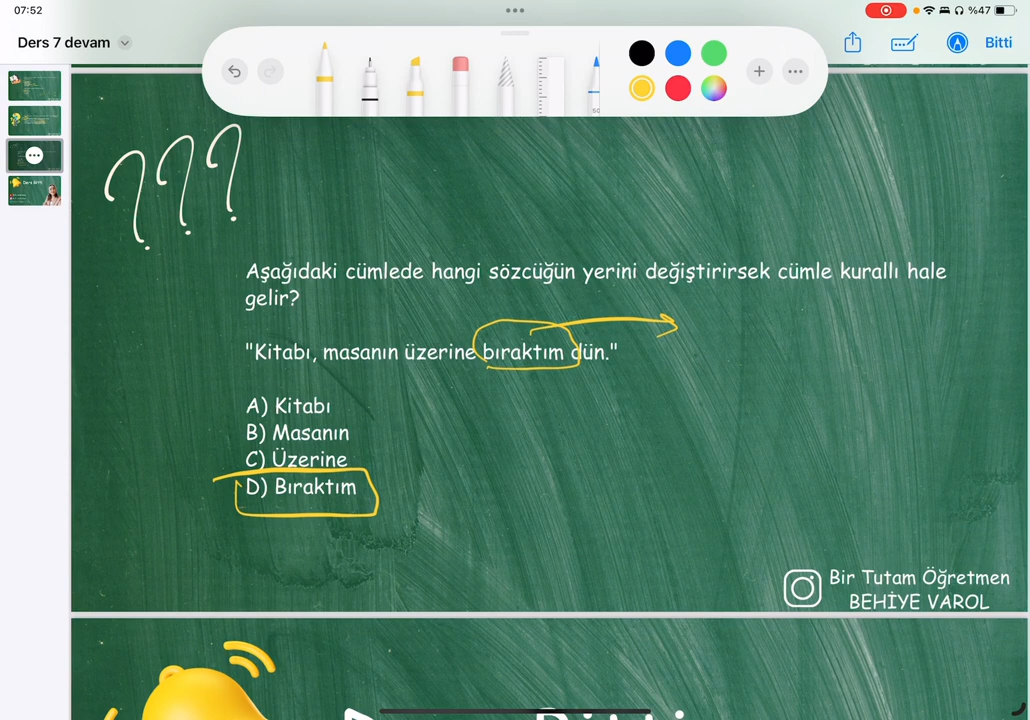 07:52
%47
Ders 7 devam
Bitti
Aşağıdaki cümlede hangi sözcüğün yerini değiştirirsek cümle kurallı hale
gelir?
"Kitabı, masanın üzerine bıraktım dün."
A) Kitabı
B) Masanın
C) Üzerine
D) Bıraktım
Bir Tutam Öğretmen
BEHİYE VAROL